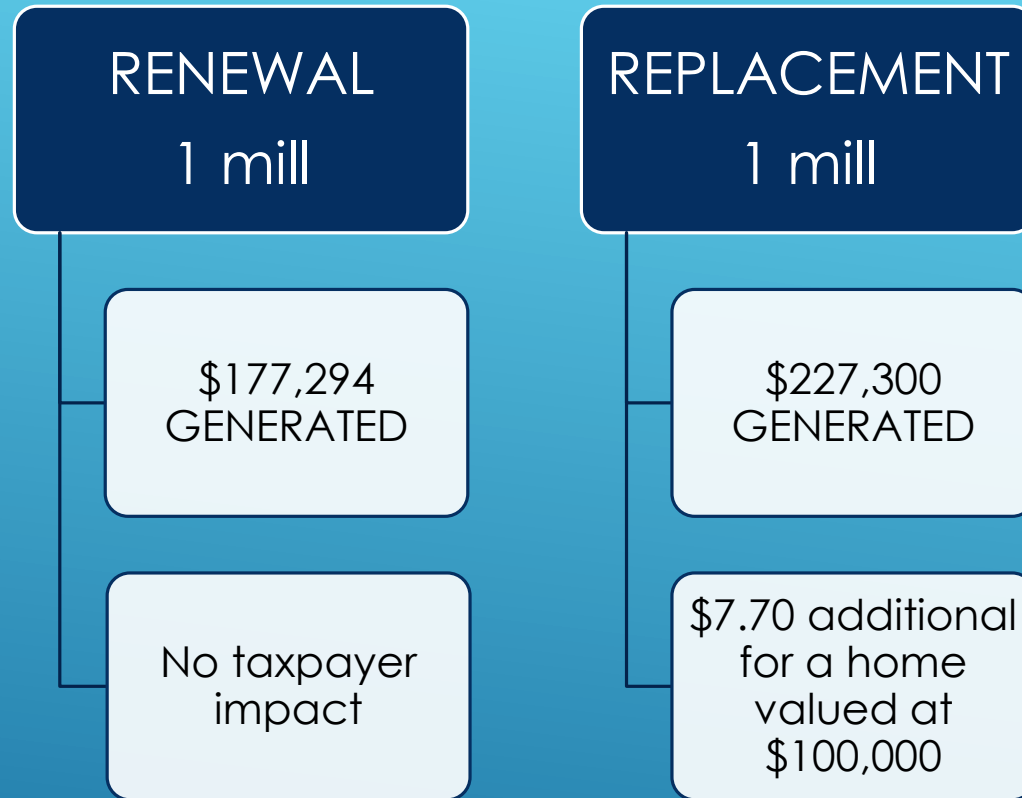 RENEWAL
1 mill
$177,294
GENERATED
No taxpayer
impact
REPLACEMENT
1 mill
$227,300
GENERATED
$7.70 additional
for a home
valued at
$100,000